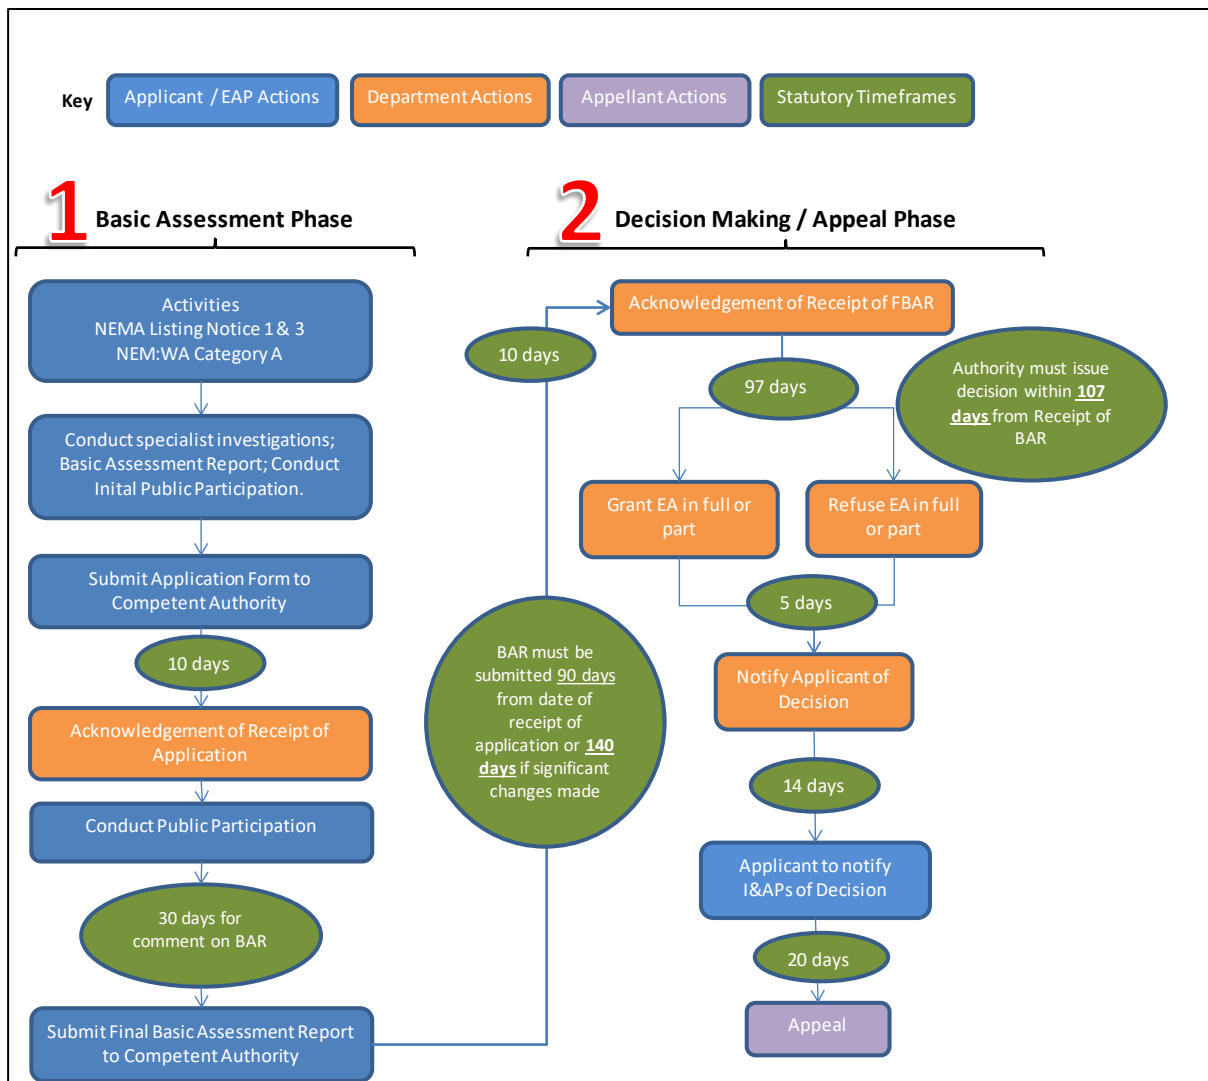 Key
Applicant / EAP Actions
Department Actions
Appellant Actions
Statutory Timeframes
1
Basic Assessment Phase
Activities
NEMA Listing Notice 1 & 3
NEM:WA Category A
Conduct specialist investigations;
Basic Assessment Report; Conduct
Inital Public Participation.
Submit Application Form to
Competent Authority
10 days
Acknowledgement of Receipt of
Application
Conduct Public Participation
30 days for
comment on BAR
Submit Final Basic Assessment Report
to Competent Authority
BAR must be
submitted 90 days
from date of
receipt of
application or 140
days if significant
changes made
10 days
2
Decision Making / Appeal Phase
Acknowledgement of Receipt of FBAR
97 days
Authority must issue
decision within 107
days from Receipt of
BAR
Grant EA in full or
part
Refuse EA in full
or part
5 days
Notify Applicant of
Decision
14 days
Applicant to notify
I&APs of Decision
20 days
Appeal